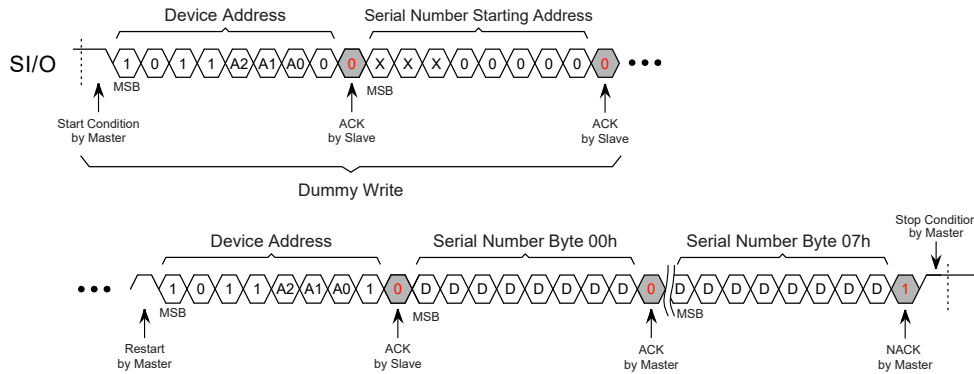 Device Address Serial Number Starting Address
SI/O 1 0 1 1 A2 A1 A0 0 0 X X X 0 0 0 0 0 0
MSB MSB
Start Condition
by Master
ACK
by Slave
ACK
by Slave
Dummy Write
Stop Condition
by Master
Device Address Serial Number Byte 00h Serial Number Byte 07h
1 0 1 1 A2 A1 A0 1 0 D D D D D D D D 0 D D D D D D D D 1
MSB MSB MSB
Restart
by Master
ACK
by Slave
ACK
by Master
NACK
by Master